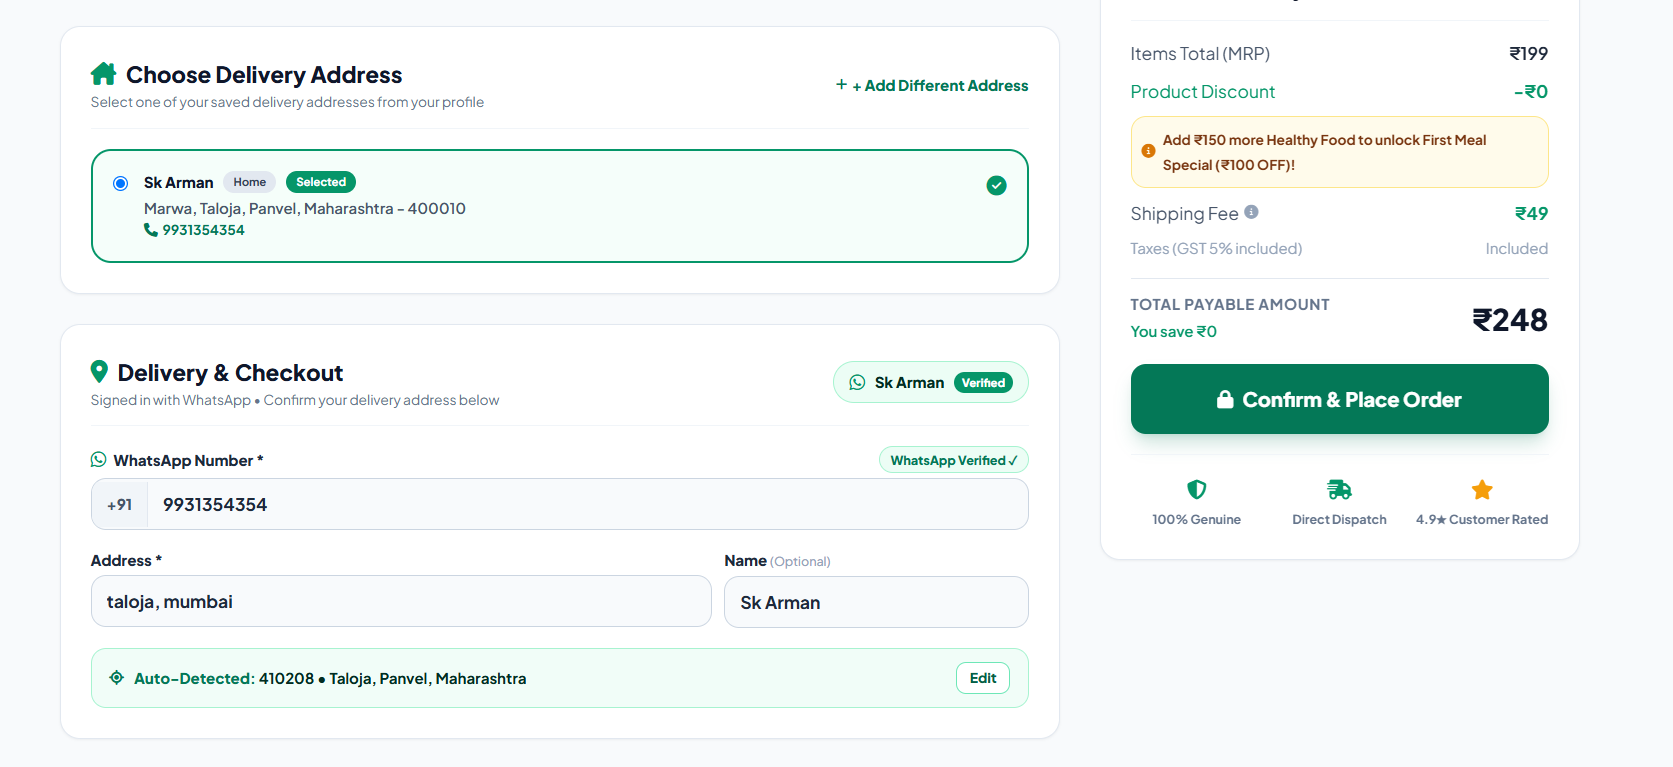 Choose Delivery Address
Select one of your saved delivery addresses from your profile
+ + Add Different Address
Sk Arman Home Selected
Marwa, Taloja, Panvel, Maharashtra - 400010
9931354354
Delivery & Checkout
Signed in with WhatsApp • Confirm your delivery address below
Sk Arman Verified
WhatsApp Number *
WhatsApp Verified ✓
+91 9931354354
Address *
taloja, mumbai
Name (Optional)
Sk Arman
Auto-Detected: 410208 • Taloja, Panvel, Maharashtra
Edit
Items Total (MRP) ₹199
Product Discount -₹0
Add ₹150 more Healthy Food to unlock First Meal
Special (₹100 OFF)!
Shipping Fee ₹49
Taxes (GST 5% included) Included
TOTAL PAYABLE AMOUNT
You save ₹0
₹248
Confirm & Place Order
100% Genuine
Direct Dispatch
4.9★ Customer Rated